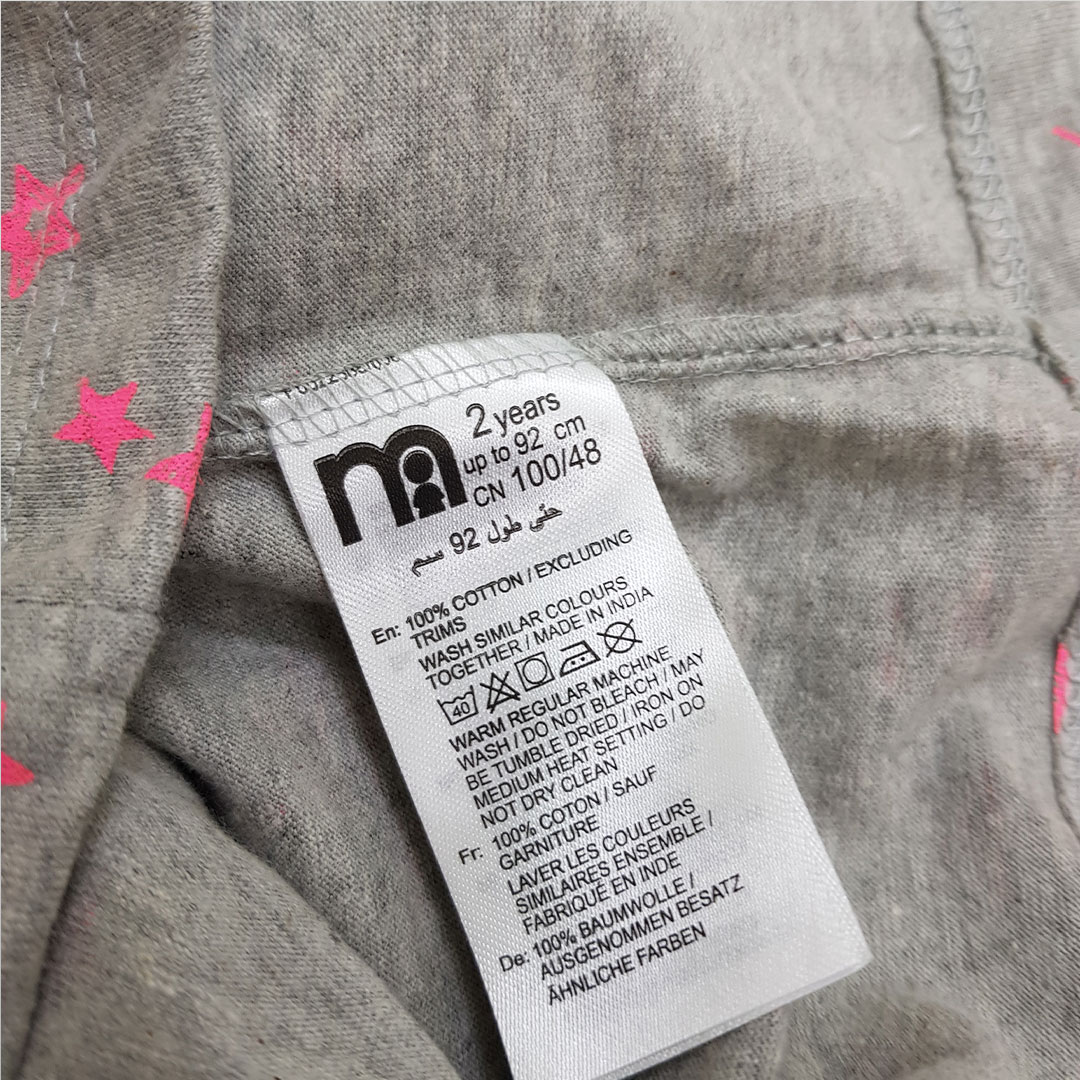 m
2 years
up to 92 cm
CN 100/48
حتّى طول 92 سم
En: 100% COTTON / EXCLUDING
TRIMS
WASH SIMILAR COLOURS
TOGETHER / MADE IN INDIA
40
WARM REGULAR MACHINE
WASH / DO NOT BLEACH / MAY
BE TUMBLE DRIED / IRON ON
MEDIUM HEAT SETTING / DO
NOT DRY CLEAN
Fr: 100% COTON / SAUF
GARNITURE
LAVER LES COULEURS
SIMILAIRES ENSEMBLE /
FABRIQUÉ EN INDE
De: 100% BAUMWOLLE /
AUSGENOMMEN BESATZ
ÄHNLICHE FARBEN